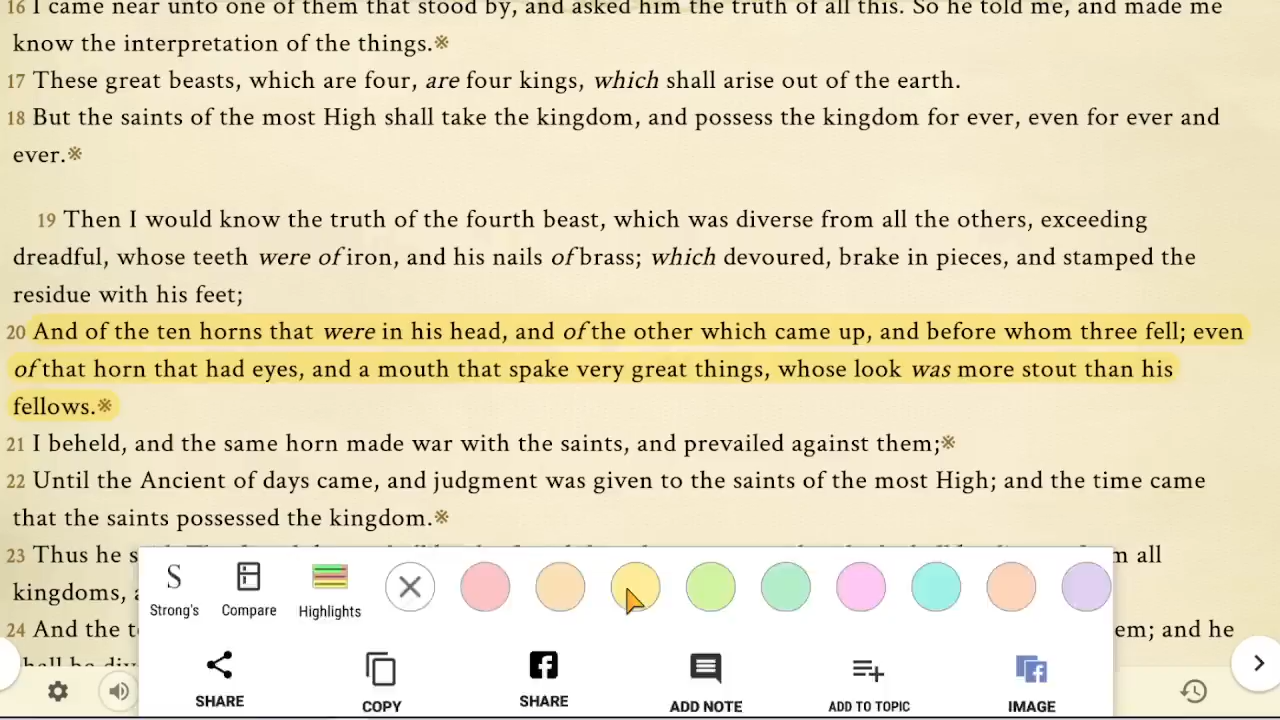 16 I came near unto one of them that stood by, and asked him the truth of all this. So he told me, and made me
know the interpretation of the things.※
17 These great beasts, which are four, are four kings, which shall arise out of the earth.
18 But the saints of the most High shall take the kingdom, and possess the kingdom for ever, even for ever and
ever.※
19 Then I would know the truth of the fourth beast, which was diverse from all the others, exceeding
dreadful, whose teeth were of iron, and his nails of brass; which devoured, brake in pieces, and stamped the
residue with his feet;
20 And of the ten horns that were in his head, and of the other which came up, and before whom three fell; even
of that horn that had eyes, and a mouth that spake very great things, whose look was more stout than his
fellows.※
21 I beheld, and the same horn made war with the saints, and prevailed against them;※
22 Until the Ancient of days came, and judgment was given to the saints of the most High; and the time came
that the saints possessed the kingdom.※
23 Thus he all
kingdoms,
24 And the em; and he
S
Strong's Compare Highlights
SHARE COPY SHARE ADD NOTE ADD TO TOPIC IMAGE